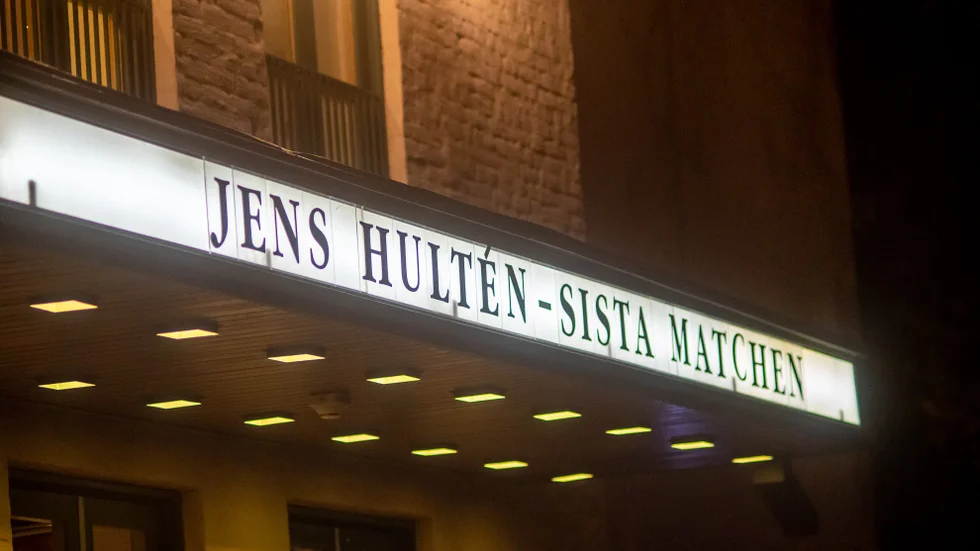 JENS HULTÉN - SISTA MATCHEN